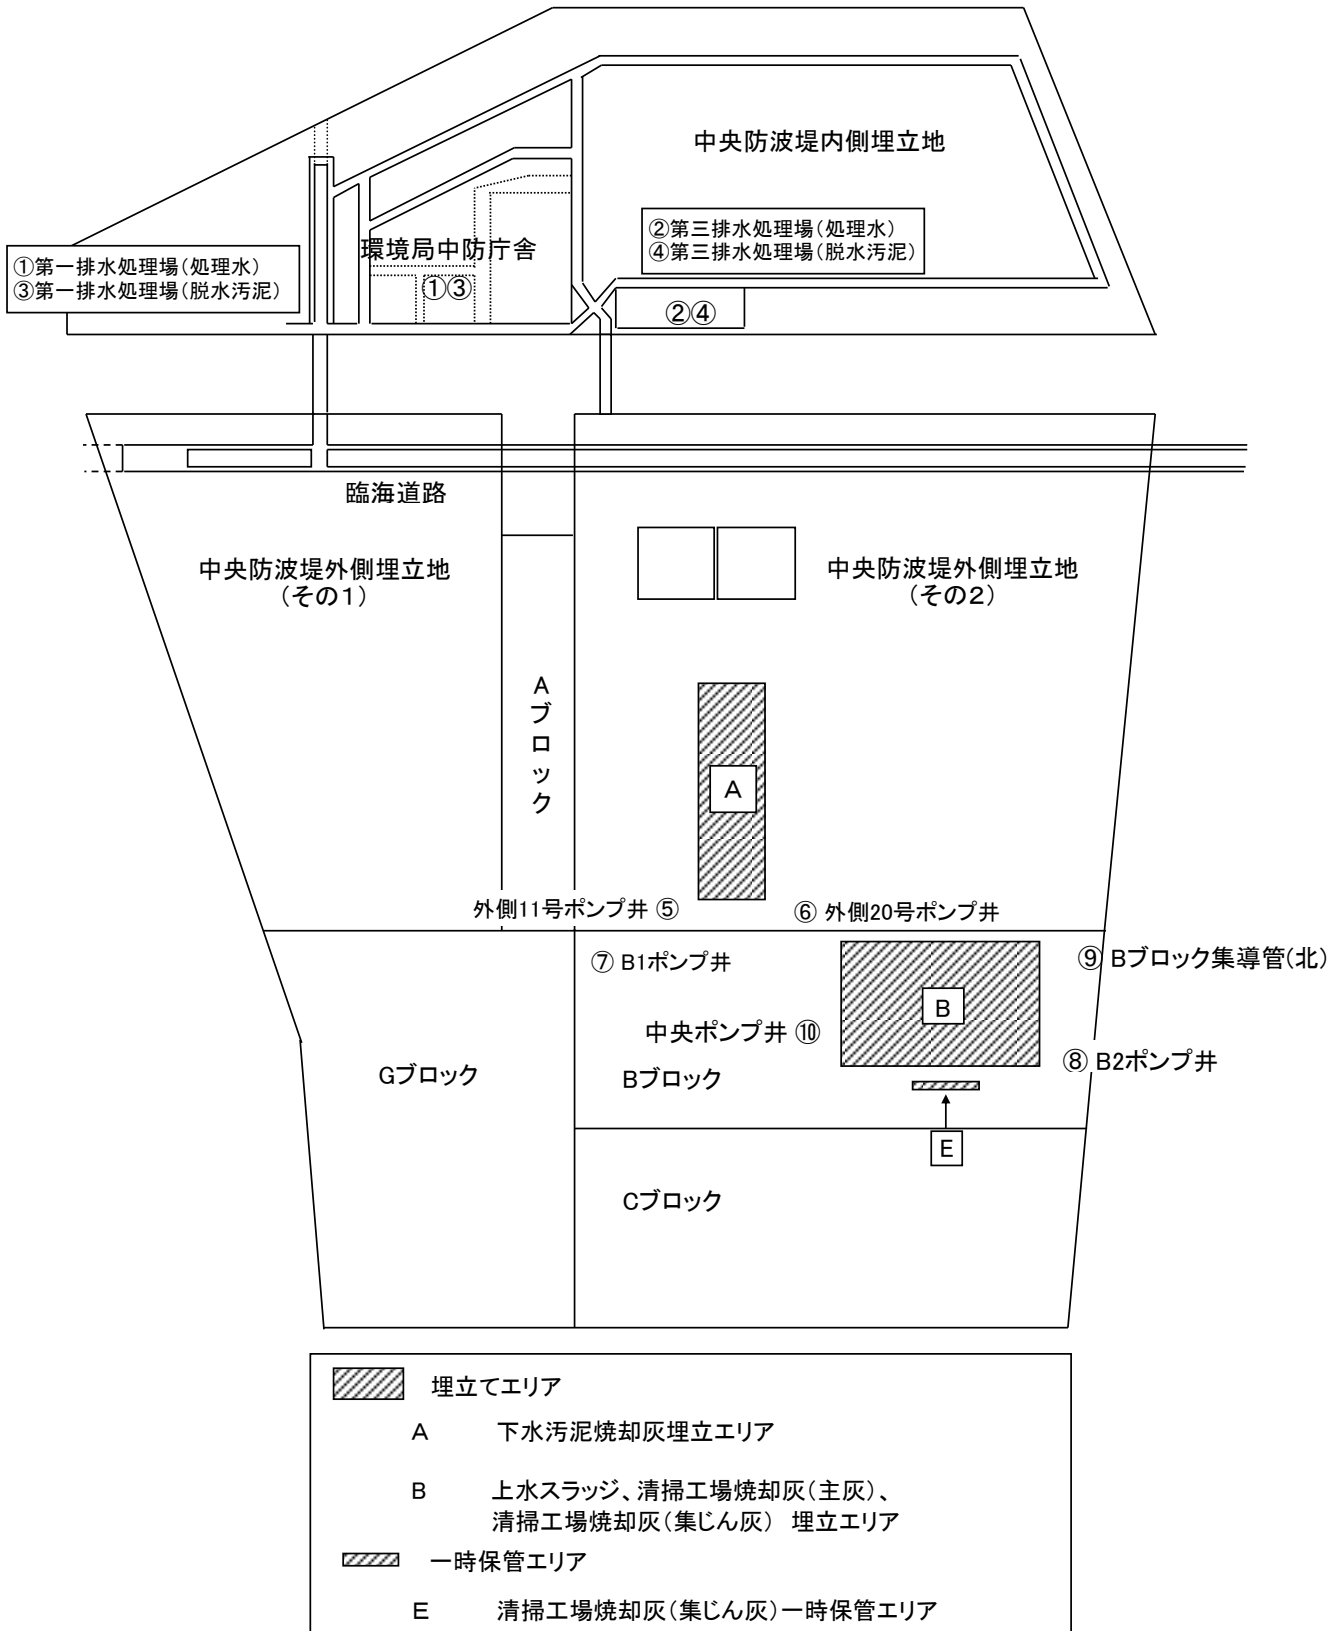 中央防波堤内側埋立地
②第三排水処理場（処理水）
④第三排水処理場（脱水汚泥）
環境局中防庁舎
①第一排水処理場（処理水）
③第一排水処理場（脱水汚泥）
①③
②④
臨海道路
中央防波堤外側埋立地
（その１）
中央防波堤外側埋立地
（その２）
Aブロック
A
外側11号ポンプ井 ⑤
⑥ 外側20号ポンプ井
⑦ B1ポンプ井
⑨ Bブロック集導管(北)
B
中央ポンプ井 ⑩
⑧ B2ポンプ井
Gブロック
Bブロック
E
Cブロック
埋立てエリア
A 下水汚泥焼却灰埋立エリア
B 上水スラッジ、清掃工場焼却灰（主灰）、
清掃工場焼却灰（集じん灰） 埋立エリア
一時保管エリア
E 清掃工場焼却灰（集じん灰）一時保管エリア